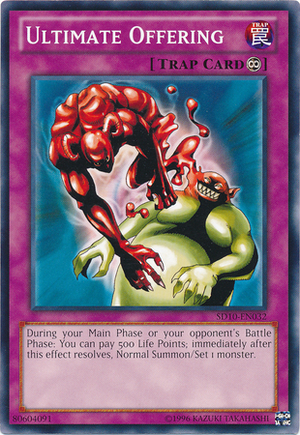 Ultimate Offering
TRAP
罠
[Trap Card∞]
SD10-EN032
During your Main Phase or your opponent's Battle
Phase: You can pay 500 Life Points; immediately after
this effect resolves, Normal Summon/Set 1 monster.
80604091
©1996 KAZUKI TAKAHASHI